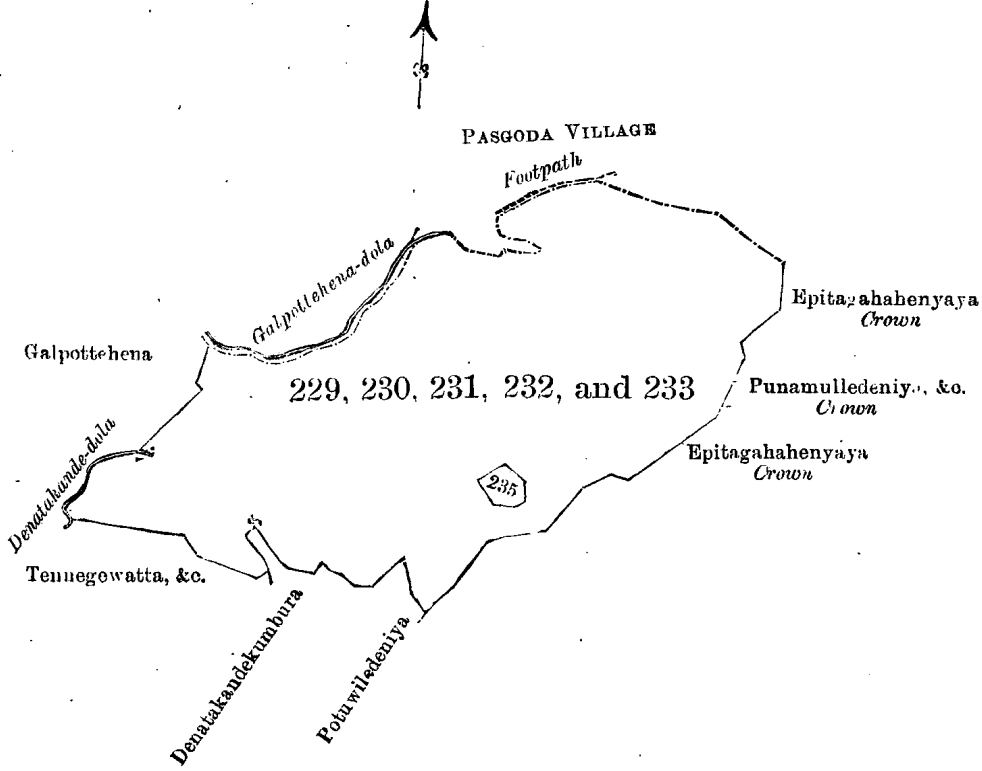 PASGODA VILLAGE
Footpath
Galpottehena-dola
Epitagahahenyaya
Crown
Galpottehena
229, 230, 231, 232, and 233
Punamulledeniya, &c.
Crown
Denatakande-dola
Epitagahahenyaya
Crown
235
Tennegewatta, &c.
Denatakandekumbura
Potuwiledeniya